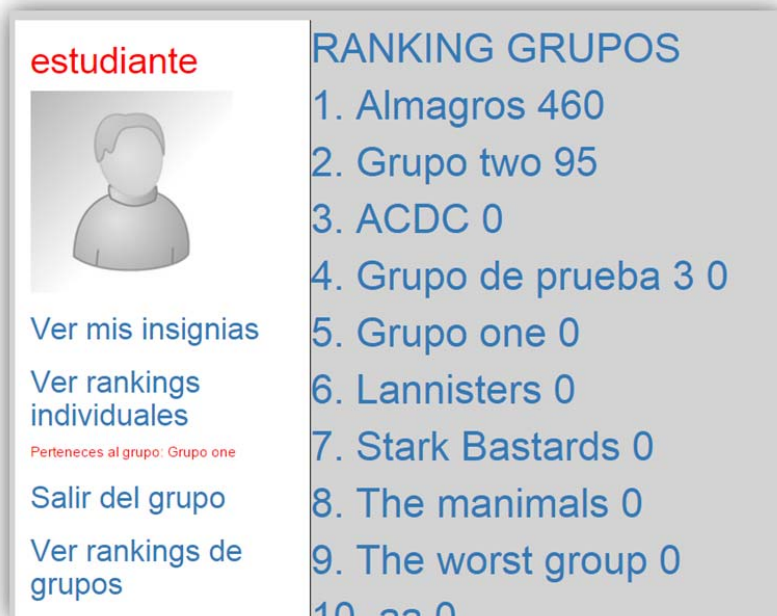 estudiante
Ver mis insignias
Ver rankings
individuales
Perteneces al grupo: Grupo one
Salir del grupo
Ver rankings de
grupos
RANKING GRUPOS
1. Almagros 460
2. Grupo two 95
3. ACDC 0
4. Grupo de prueba 3 0
5. Grupo one 0
6. Lannisters 0
7. Stark Bastards 0
8. The manimals 0
9. The worst group 0
10. aa 0